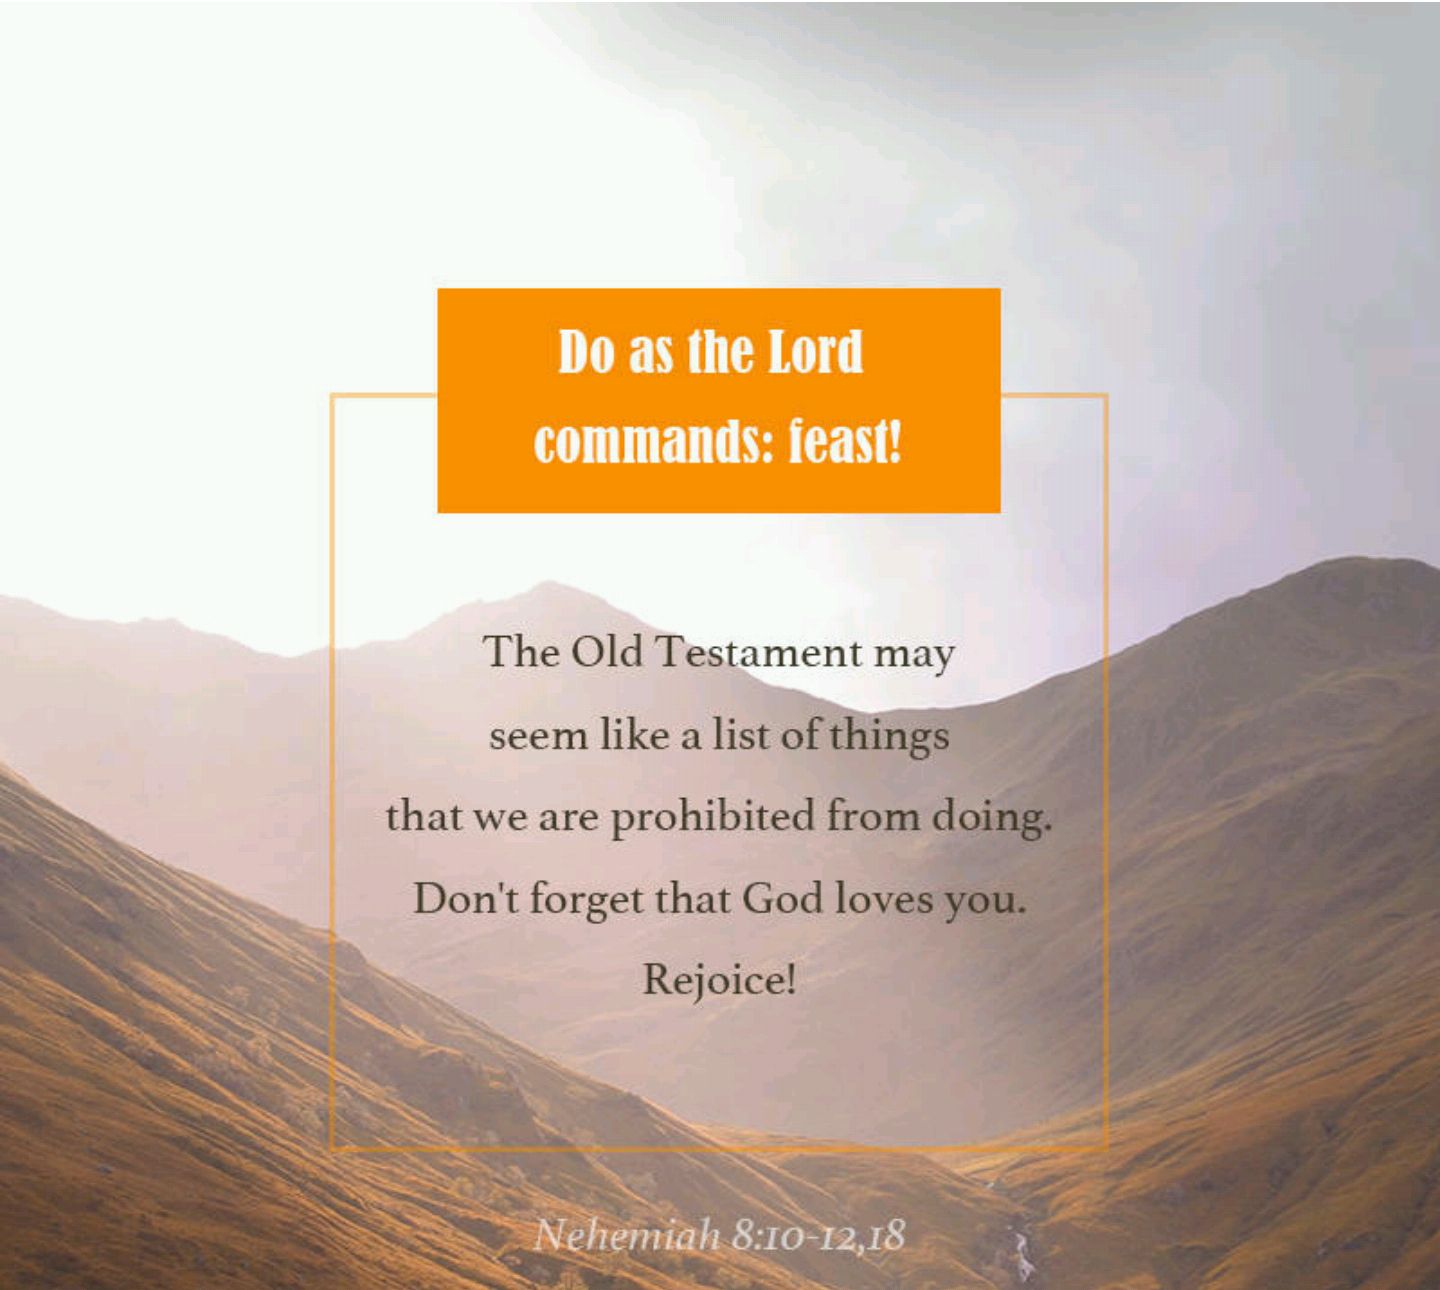 Do as the Lord
commands: feast!
The Old Testament may
seem like a list of things
that we are prohibited from doing.
Don't forget that God loves you.
Rejoice!
Nehemiah 8:10-12,18